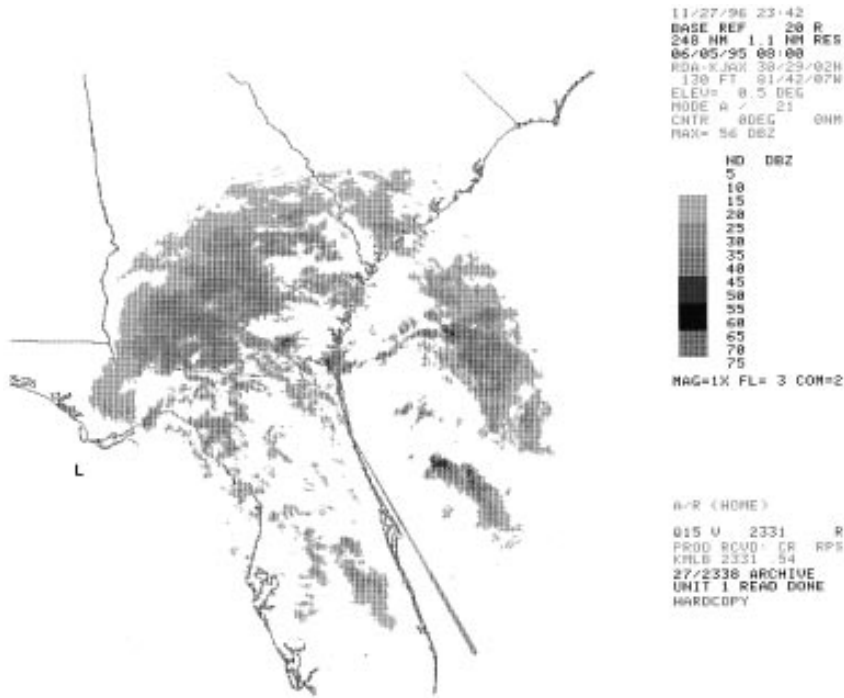 11/27/96 23:42
BASE REF 20 R
248 NM 1.1 NM RES
06/05/95 08:00
RDA-KJAX 30/29/02N
130 FT 81/42/07W
ELEV= 0.5 DEG
MODE A / 21
CNTR 0DEG 0NM
MAX= 56 DBZ
ND DBZ
5
10
15
20
25
30
35
40
45
50
55
60
65
70
75
MAG=1X FL= 3 COM=2
L
A/R (HOME)
015 V 2331 R
PROD RCVD: CR RPS
KMLB 2331 .54
27/2338 ARCHIVE
UNIT 1 READ DONE
HARDCOPY